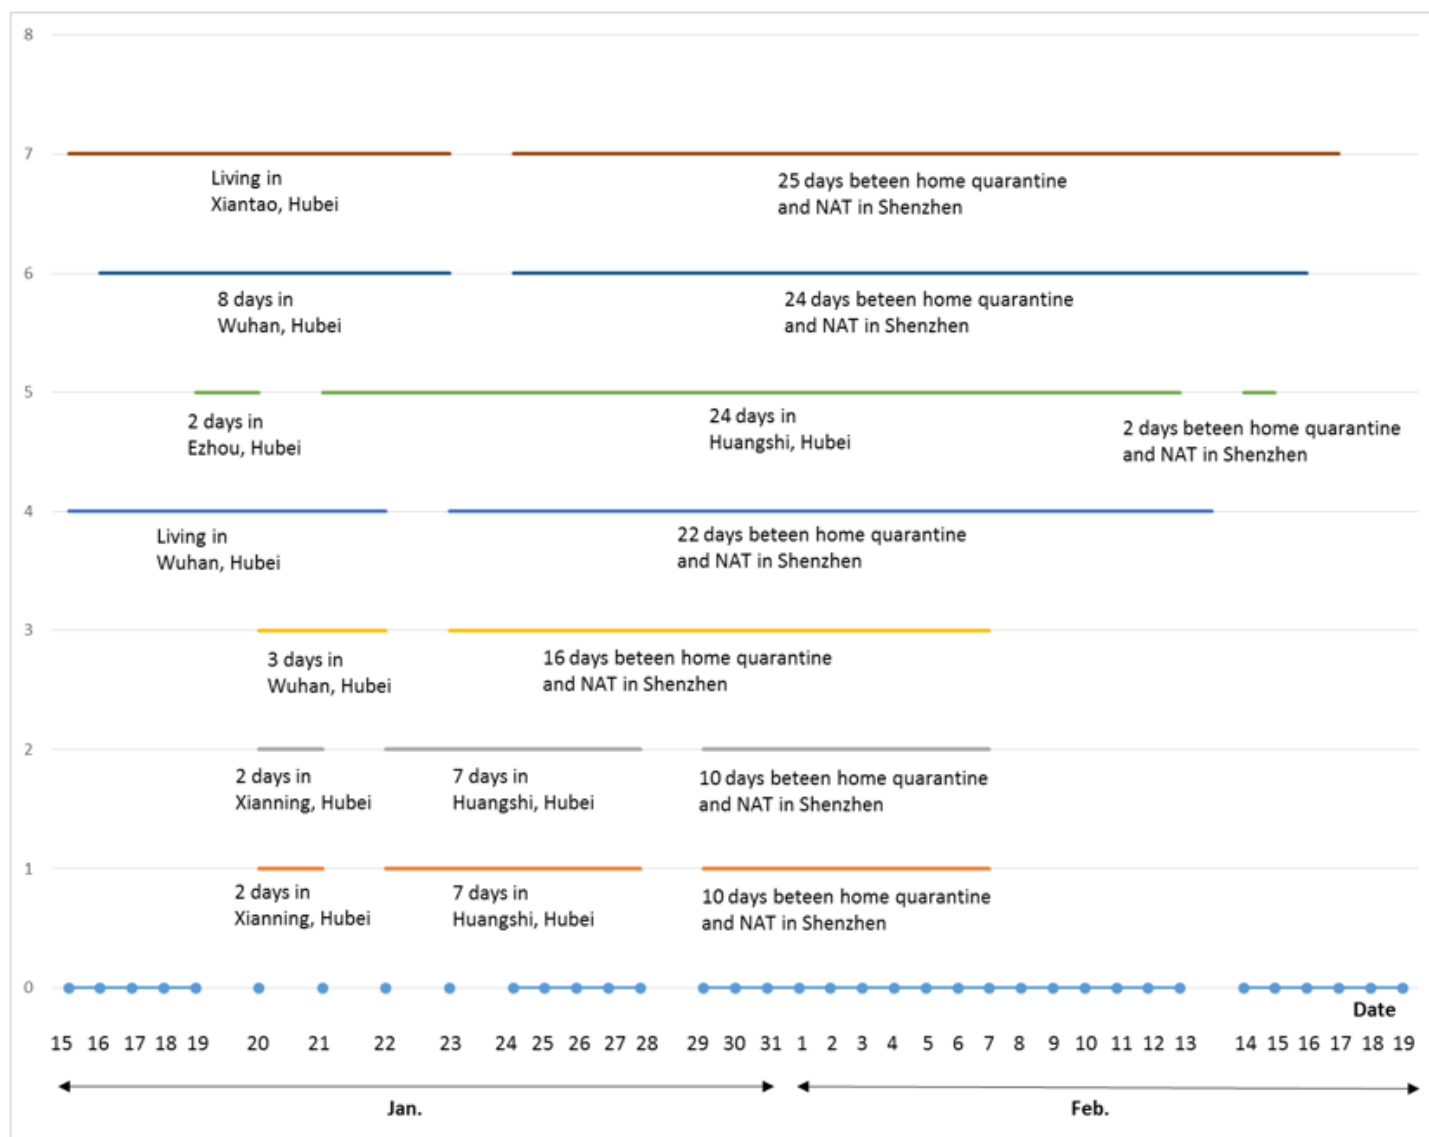 8
7
Living in
Xiantao, Hubei
25 days beteen home quarantine
and NAT in Shenzhen
6
8 days in
Wuhan, Hubei
24 days beteen home quarantine
and NAT in Shenzhen
5
2 days in
Ezhou, Hubei
24 days in
Huangshi, Hubei
2 days beteen home quarantine
and NAT in Shenzhen
4
Living in
Wuhan, Hubei
22 days beteen home quarantine
and NAT in Shenzhen
3
3 days in
Wuhan, Hubei
16 days beteen home quarantine
and NAT in Shenzhen
2
2 days in
Xianning, Hubei
7 days in
Huangshi, Hubei
10 days beteen home quarantine
and NAT in Shenzhen
1
2 days in
Xianning, Hubei
7 days in
Huangshi, Hubei
10 days beteen home quarantine
and NAT in Shenzhen
0
Date
15 16 17 18 19 20 21 22 23 24 25 26 27 28 29 30 31 1 2 3 4 5 6 7 8 9 10 11 12 13 14 15 16 17 18 19
Jan. Feb.